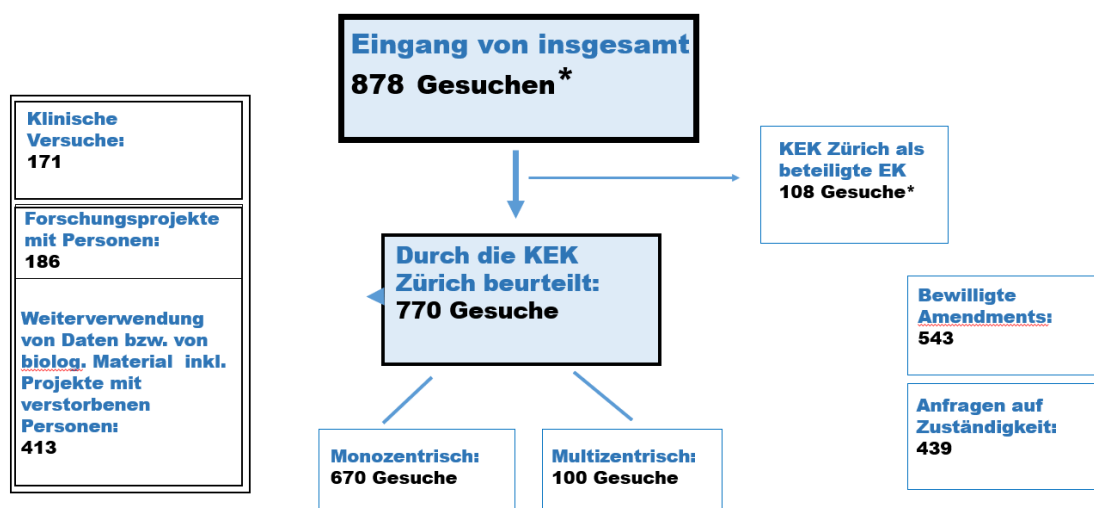 Eingang von insgesamt
878 Gesuchen*
Klinische
Versuche:
171
Forschungsprojekte
mit Personen:
186
Weiterverwendung
von Daten bzw. von
biolog. Material inkl.
Projekte mit
verstorbenen
Personen:
413
KEK Zürich als
beteiligte EK
108 Gesuche*
Durch die KEK
Zürich beurteilt:
770 Gesuche
Monozentrisch:
670 Gesuche
Multizentrisch:
100 Gesuche
Bewilligte
Amendments:
543
Anfragen auf
Zuständigkeit:
439